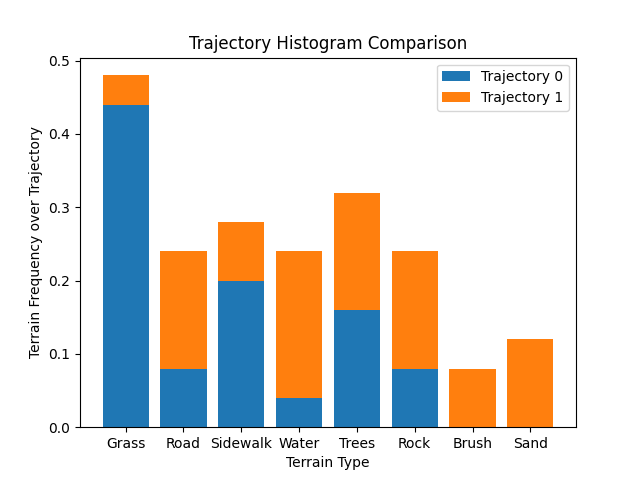 Trajectory Histogram Comparison
Trajectory 0
Trajectory 1
Terrain Frequency over Trajectory
0.5
0.4
0.3
0.2
0.1
0.0
Grass Road Sidewalk Water Trees Rock Brush Sand
Terrain Type